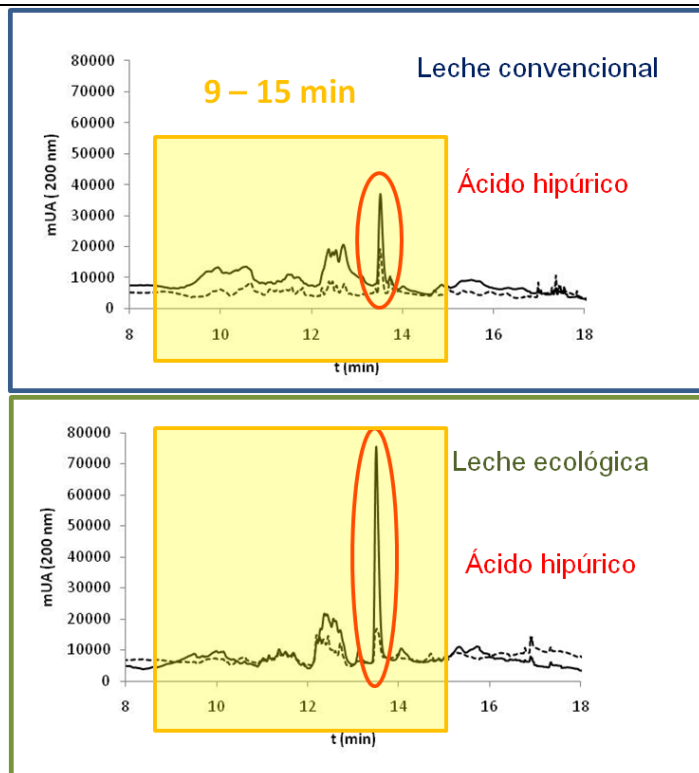 Leche convencional
9 – 15 min
Ácido hipúrico
mUA ( 200 nm)
80000
70000
60000
50000
40000
30000
20000
10000
0
8 10 12 14 16 18
t (min)
Leche ecológica
Ácido hipúrico
mUA (200 nm)
80000
70000
60000
50000
40000
30000
20000
10000
0
8 10 12 14 16 18
t (min)